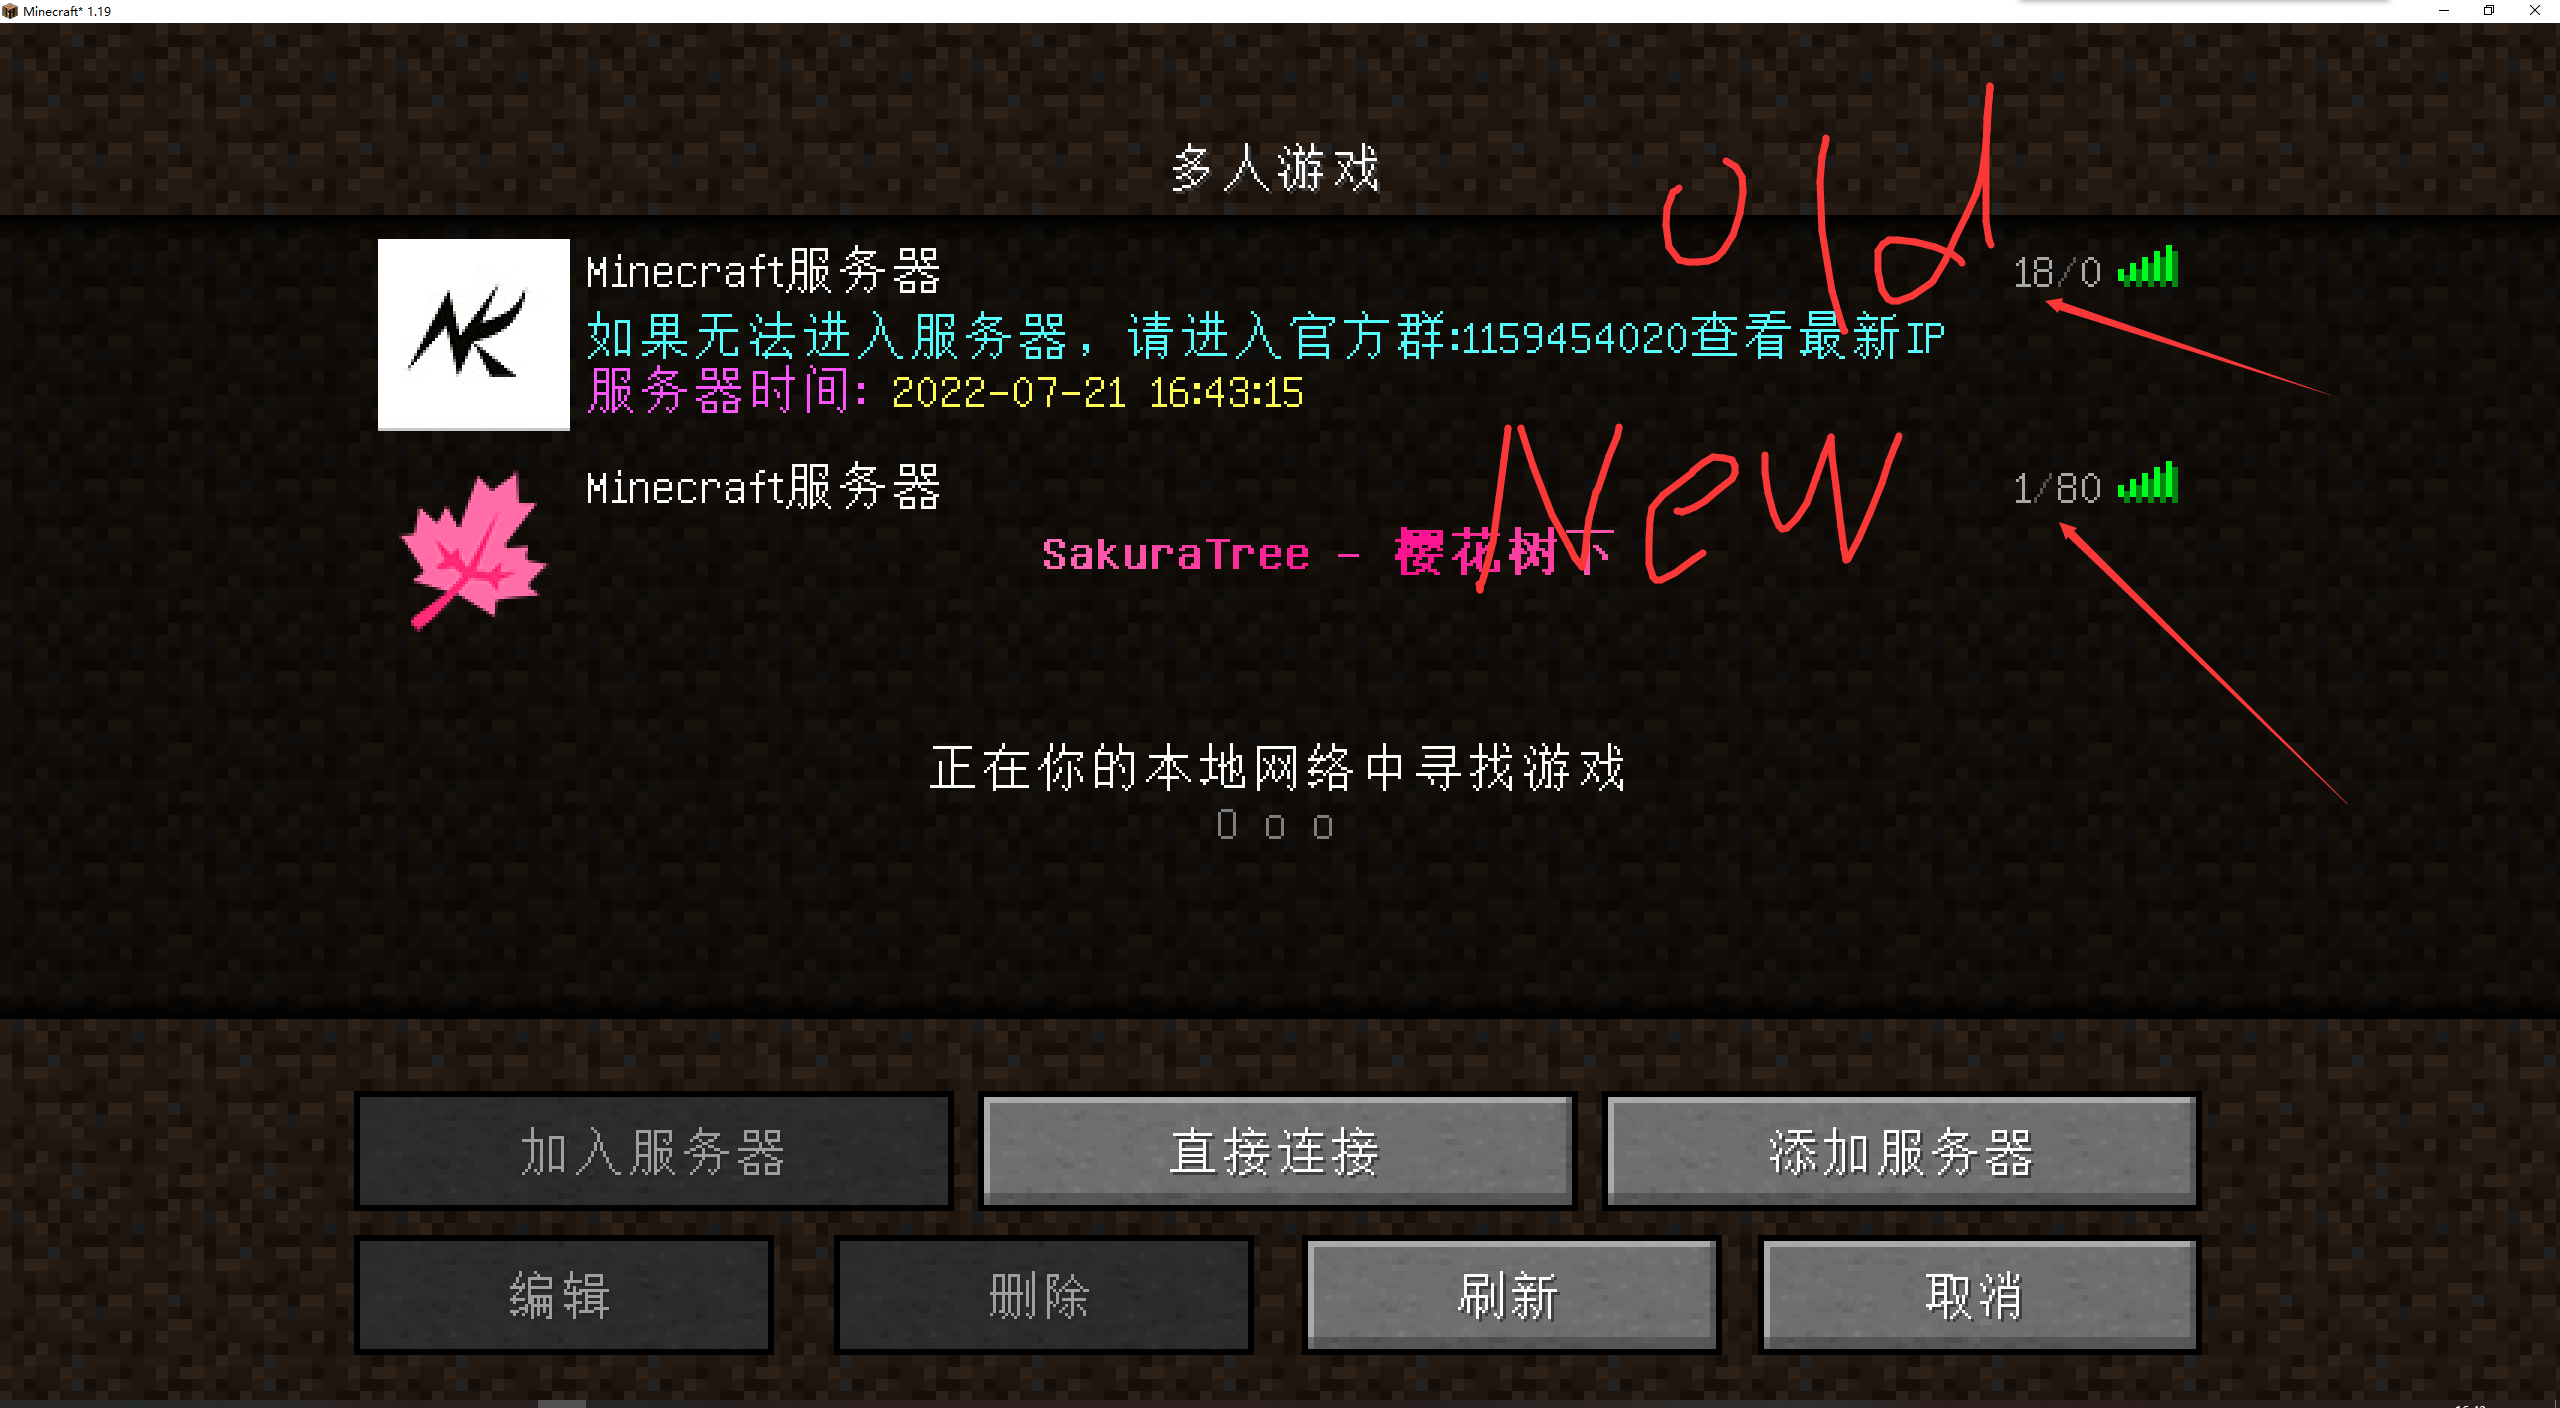 Minecraft* 1.19
多人游戏
old
Minecraft服务器
18/0
如果无法进入服务器，请进入官方群:1159454020查看最新IP
服务器时间: 2022-07-21 16:43:15
New
Minecraft服务器
1/80
SakuraTree - 樱花树下
正在你的本地网络中寻找游戏
O o o
加入服务器
直接连接
添加服务器
编辑
删除
刷新
取消